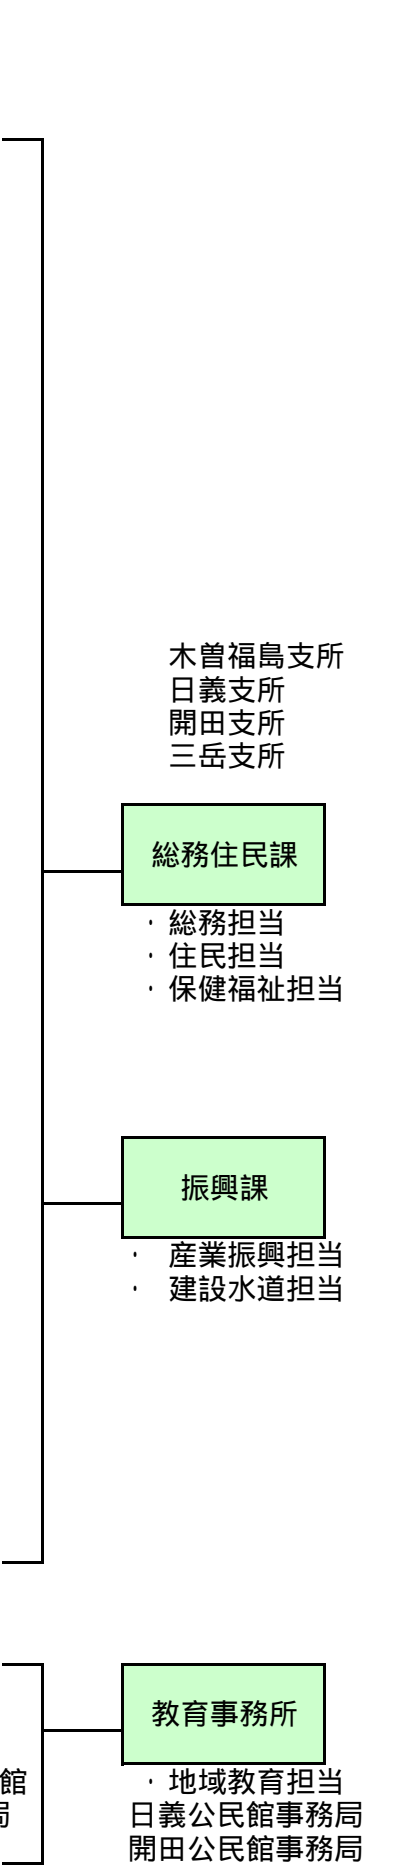 木曽福島支所
日義支所
開田支所
三岳支所
総務住民課
・総務担当
・住民担当
・保健福祉担当
振興課
・ 産業振興担当
・ 建設水道担当
教育事務所
館
・地域教育担当
局
日義公民館事務局
開田公民館事務局